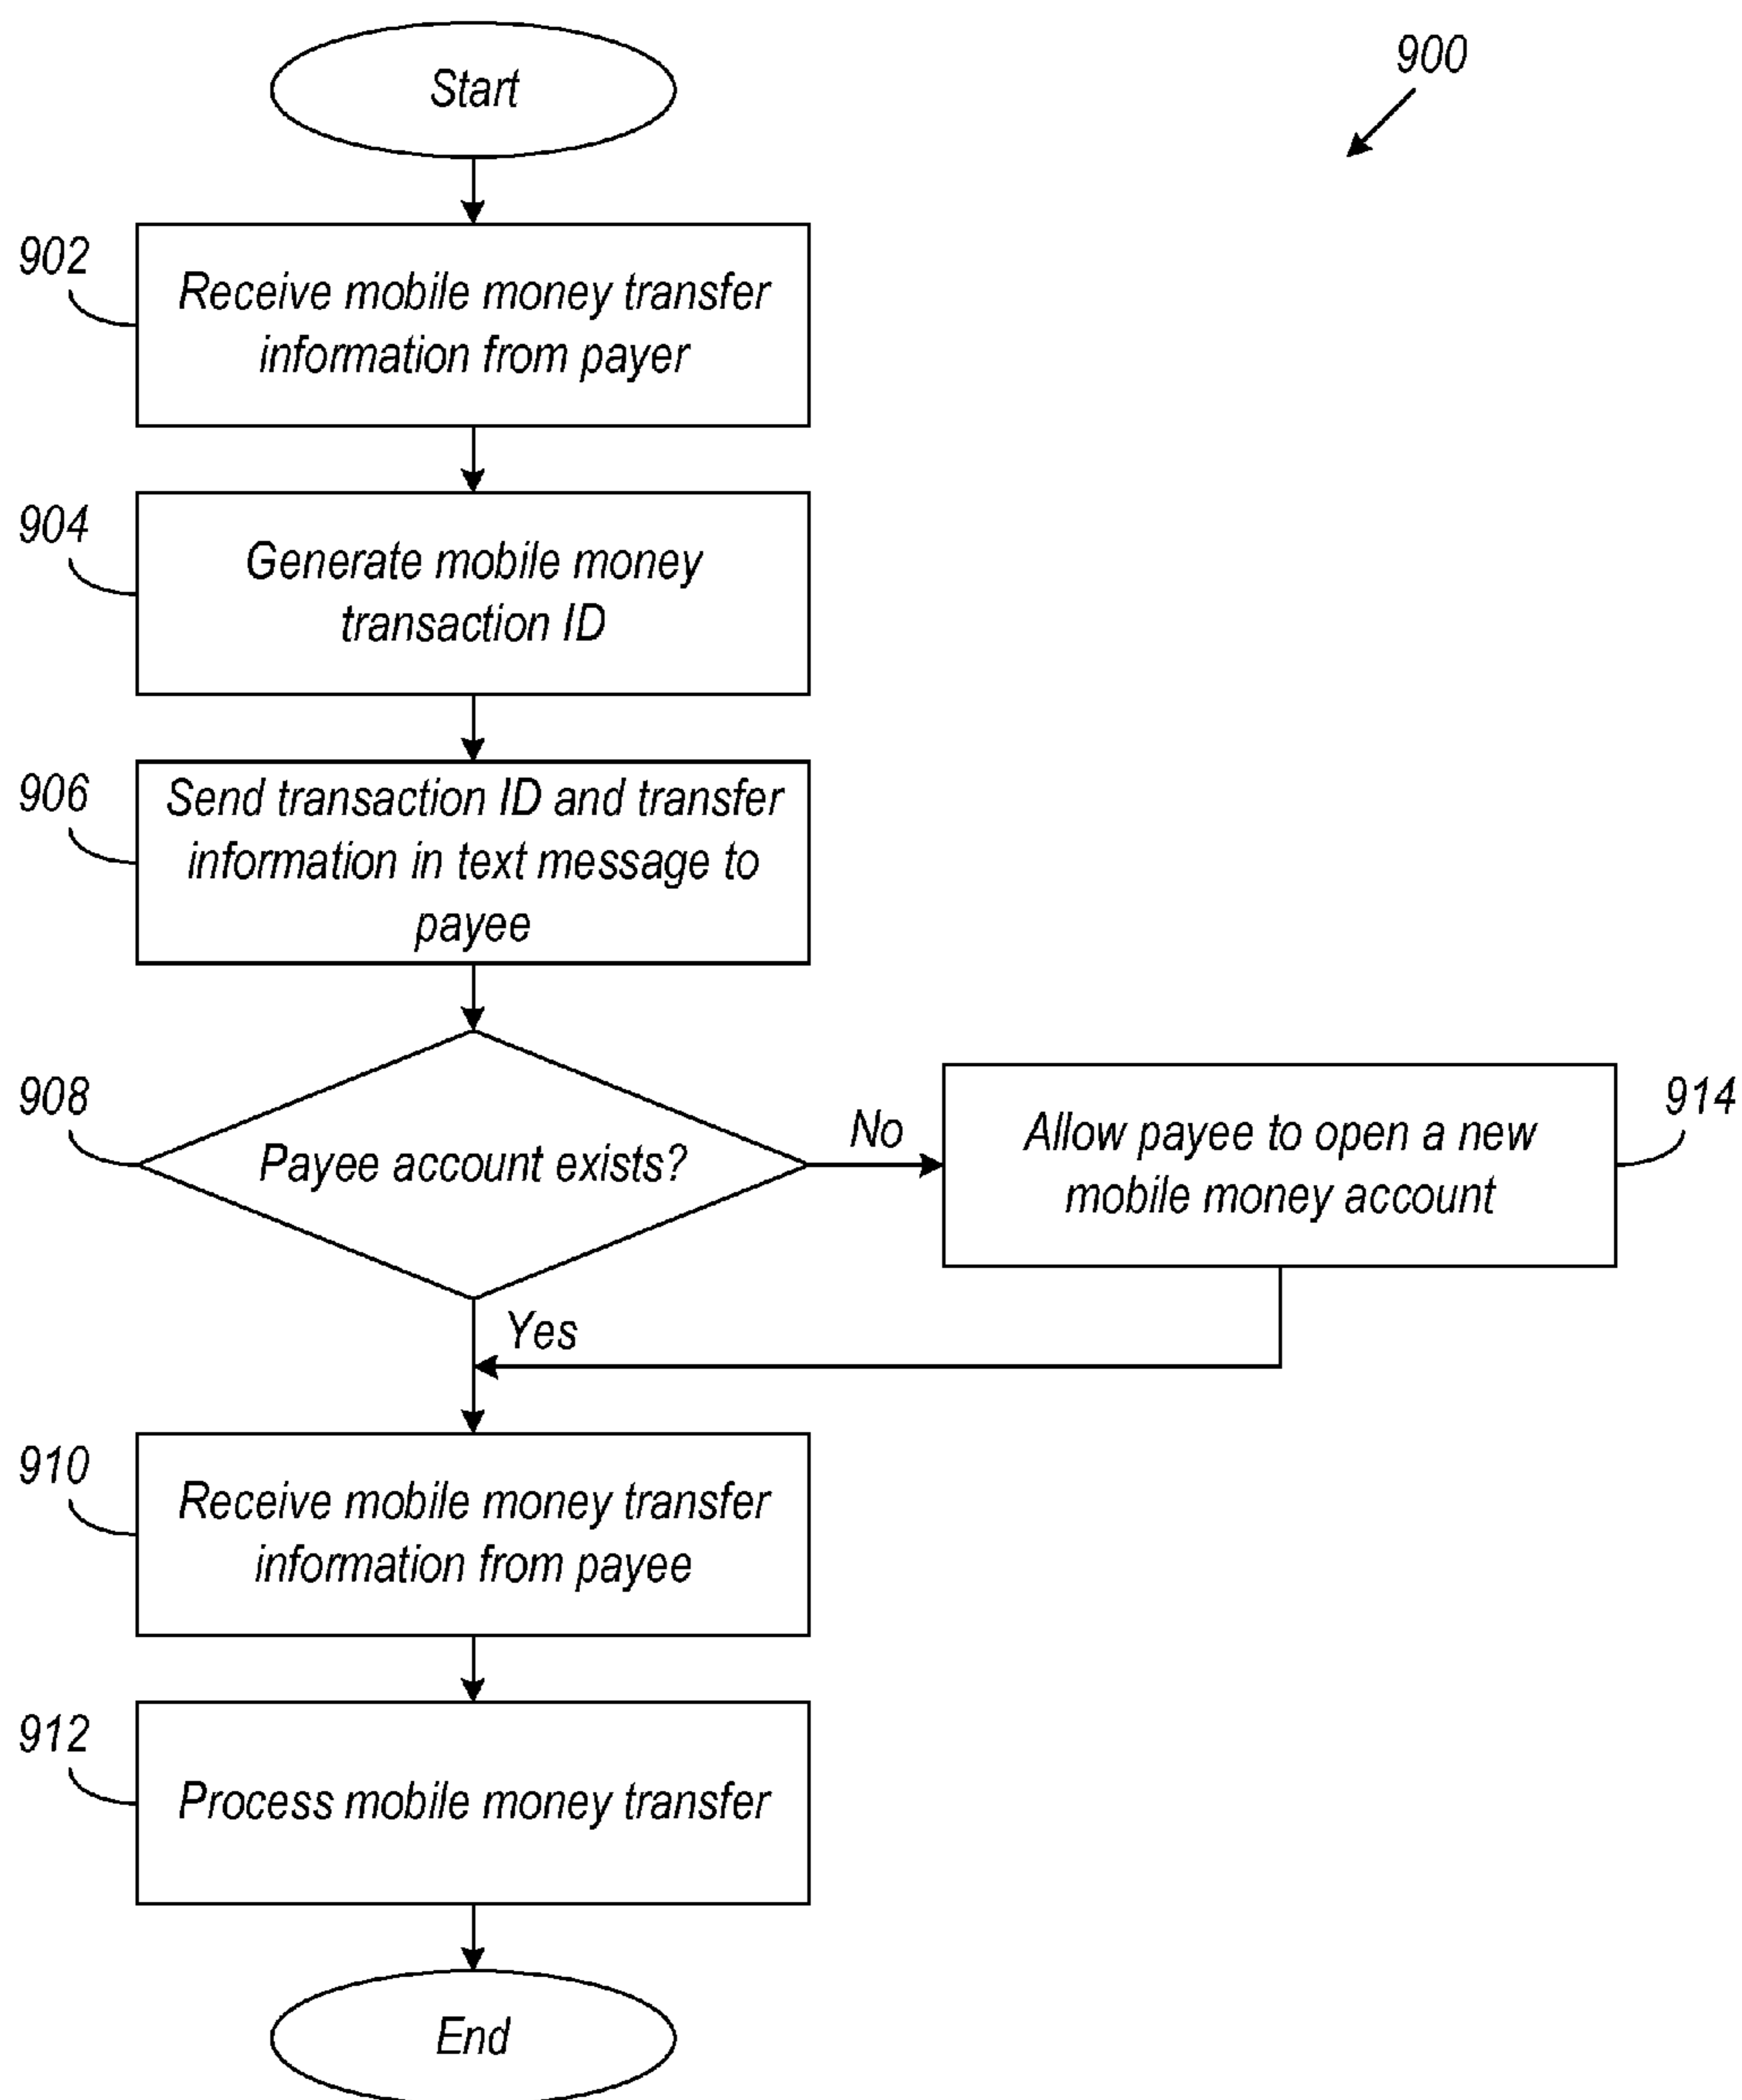 Start
900
902
Receive mobile money transfer
information from payer
904
Generate mobile money
transaction ID
906
Send transaction ID and transfer
information in text message to
payee
908
Payee account exists?
No
Allow payee to open a new
mobile money account
914
Yes
910
Receive mobile money transfer
information from payee
912
Process mobile money transfer
End